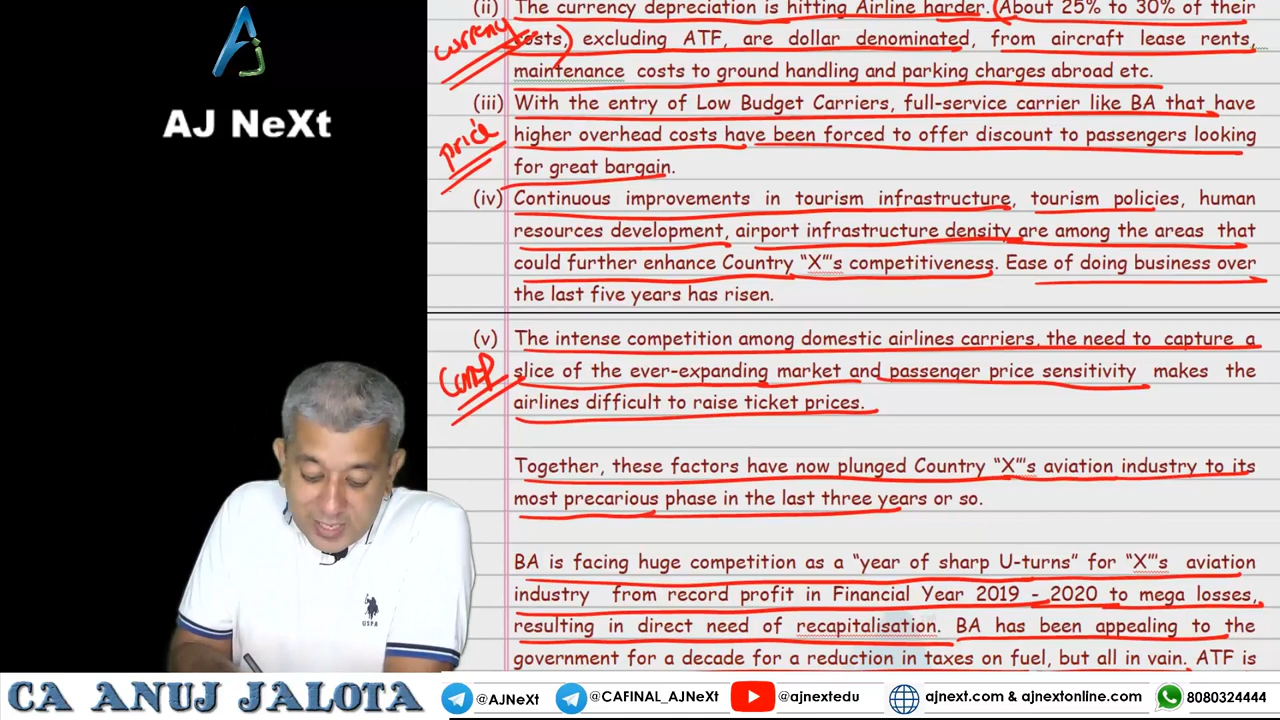 AJ NeXt
(ii) The currency depreciation is hitting Airline harder. (About 25% to 30% of their
currency costs,) excluding ATF, are dollar denominated, from aircraft lease rents,
maintenance costs to ground handling and parking charges abroad etc.
(iii) With the entry of Low Budget Carriers, full-service carrier like BA that have
price higher overhead costs have been forced to offer discount to passengers looking
for great bargain.
(iv) Continuous improvements in tourism infrastructure, tourism policies, human
resources development, airport infrastructure density are among the areas that
could further enhance Country "X"'s competitiveness. Ease of doing business over
the last five years has risen.
(v) The intense competition among domestic airlines carriers, the need to capture a
comp slice of the ever-expanding market and passenger price sensitivity makes the
airlines difficult to raise ticket prices.
Together, these factors have now plunged Country "X"'s aviation industry to its
most precarious phase in the last three years or so.
BA is facing huge competition as a "year of sharp U-turns" for "X"'s aviation
industry from record profit in Financial Year 2019 - 2020 to mega losses,
resulting in direct need of recapitalisation. BA has been appealing to the
government for a decade for a reduction in taxes on fuel, but all in vain. ATF is
U.S.P.A
CA ANUJ JALOTA @AJNeXt @CAFINAL_AJNeXt @ajnextedu ajnext.com & ajnextonline.com 8080324444